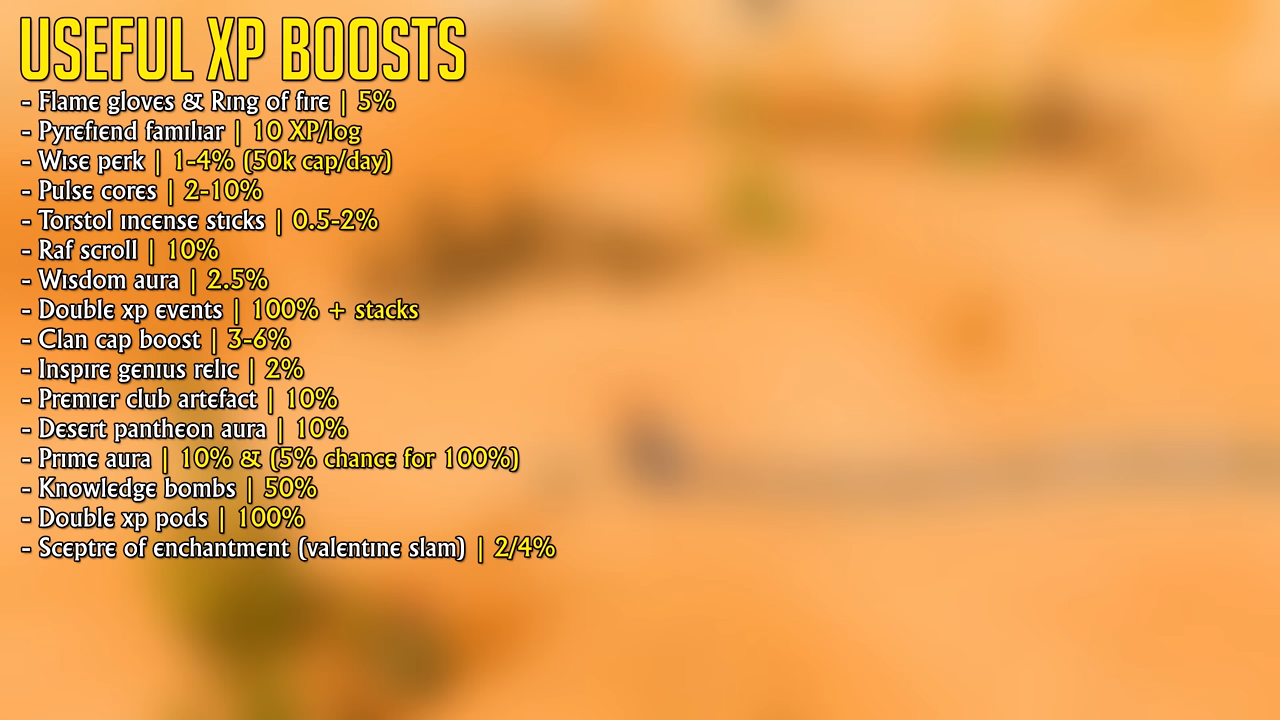 USEFUL XP BOOSTS
- Flame gloves & Ring of fire | 5%
- Pyrefiend familiar | 10 XP/log
- Wise perk | 1-4% (50k cap/day)
- Pulse cores | 2-10%
- Torstol incense sticks | 0.5-2%
- Raf scroll | 10%
- Wisdom aura | 2.5%
- Double xp events | 100% + stacks
- Clan cap boost | 3-6%
- Inspire genius relic | 2%
- Premier club artefact | 10%
- Desert pantheon aura | 10%
- Prime aura | 10% & (5% chance for 100%)
- Knowledge bombs | 50%
- Double xp pods | 100%
- Sceptre of enchantment (valentine slam) | 2/4%